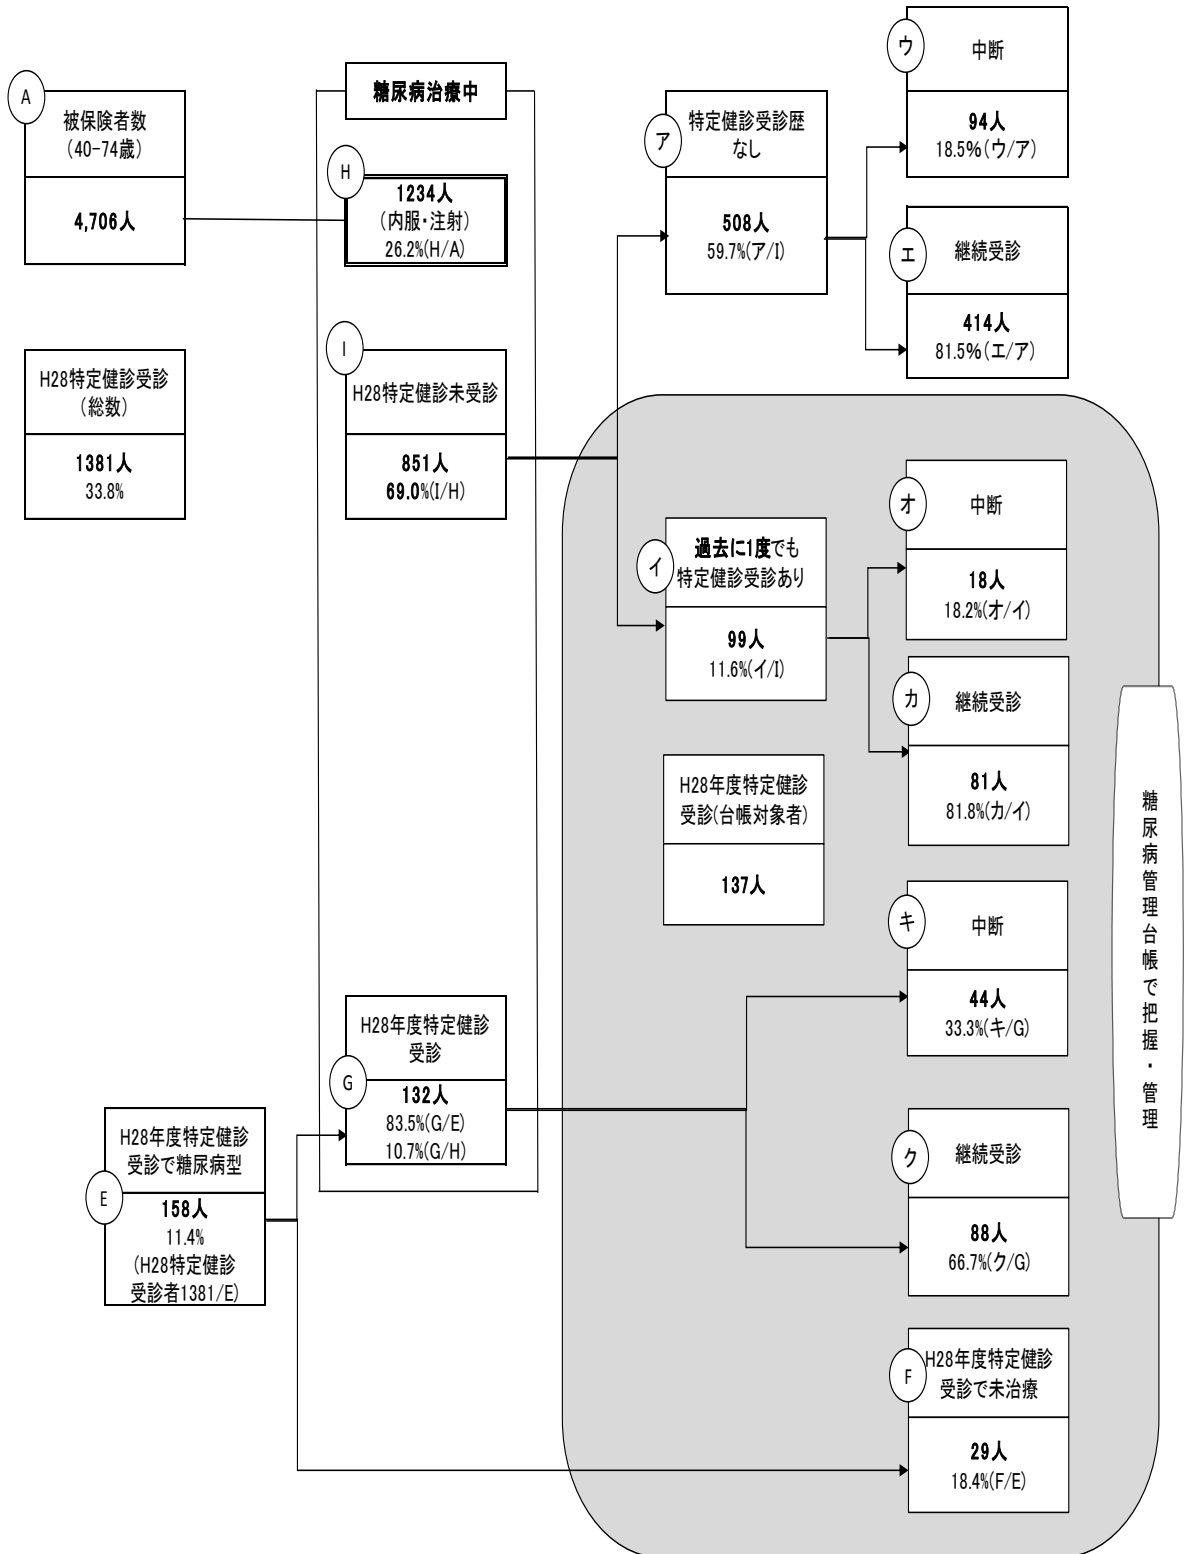 A
被保険者数
(40-74歳)
4,706人
H28特定健診受診
(総数)
1381人
33.8%
糖尿病治療中
H
1234人
(内服・注射)
26.2%(H/A)
I
H28特定健診未受診
851人
69.0%(I/H)
ア
特定健診受診歴
なし
508人
59.7%(ア/I)
ウ
中断
94人
18.5%(ウ/ア)
エ
継続受診
414人
81.5%(エ/ア)
イ
過去に1度でも
特定健診受診あり
99人
11.6%(イ/I)
オ
中断
18人
18.2%(オ/イ)
カ
継続受診
81人
81.8%(カ/イ)
H28年度特定健診
受診(台帳対象者)
137人
E
H28年度特定健診
受診で糖尿病型
158人
11.4%
(H28特定健診
受診者1381/E)
G
H28年度特定健診
受診
132人
83.5%(G/E)
10.7%(G/H)
キ
中断
44人
33.3%(キ/G)
ク
継続受診
88人
66.7%(ク/G)
F
H28年度特定健診
受診で未治療
29人
18.4%(F/E)
糖尿病管理台帳で把握・管理